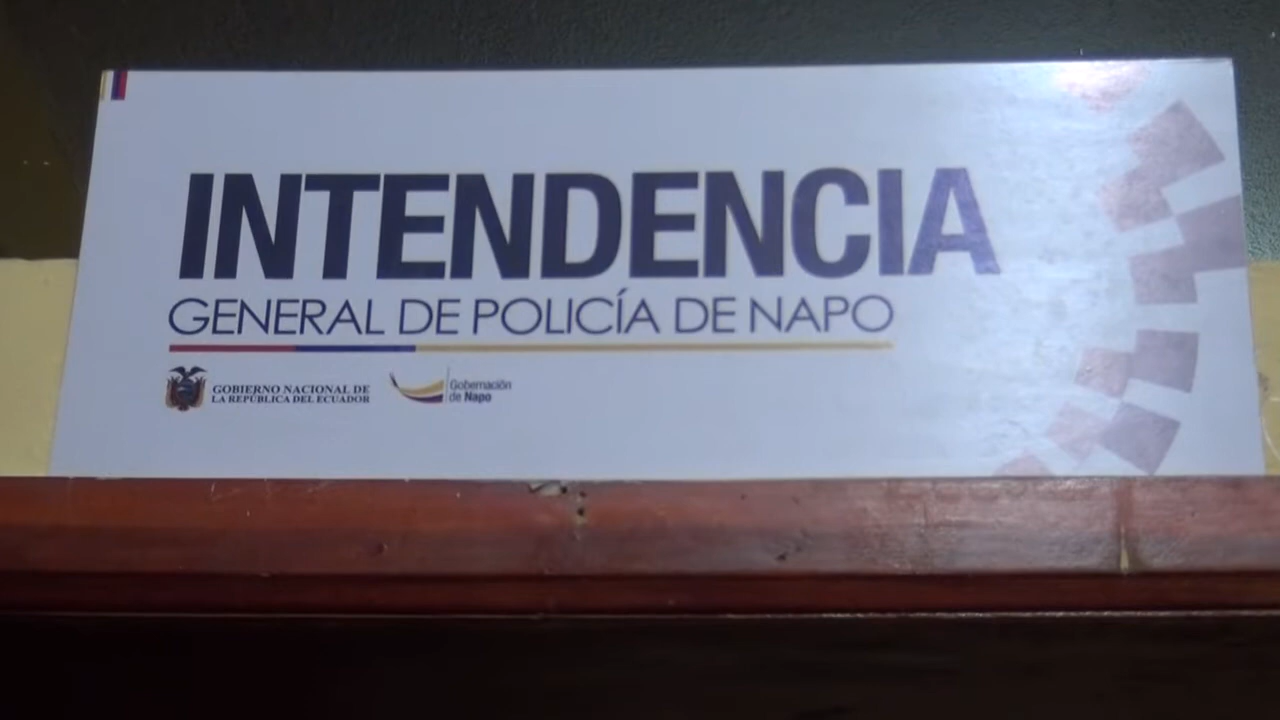 INTENDENCIA
GENERAL DE POLICÍA DE NAPO
GOBIERNO NACIONAL DE
LA REPÚBLICA DEL ECUADOR
Gobernación
de Napo